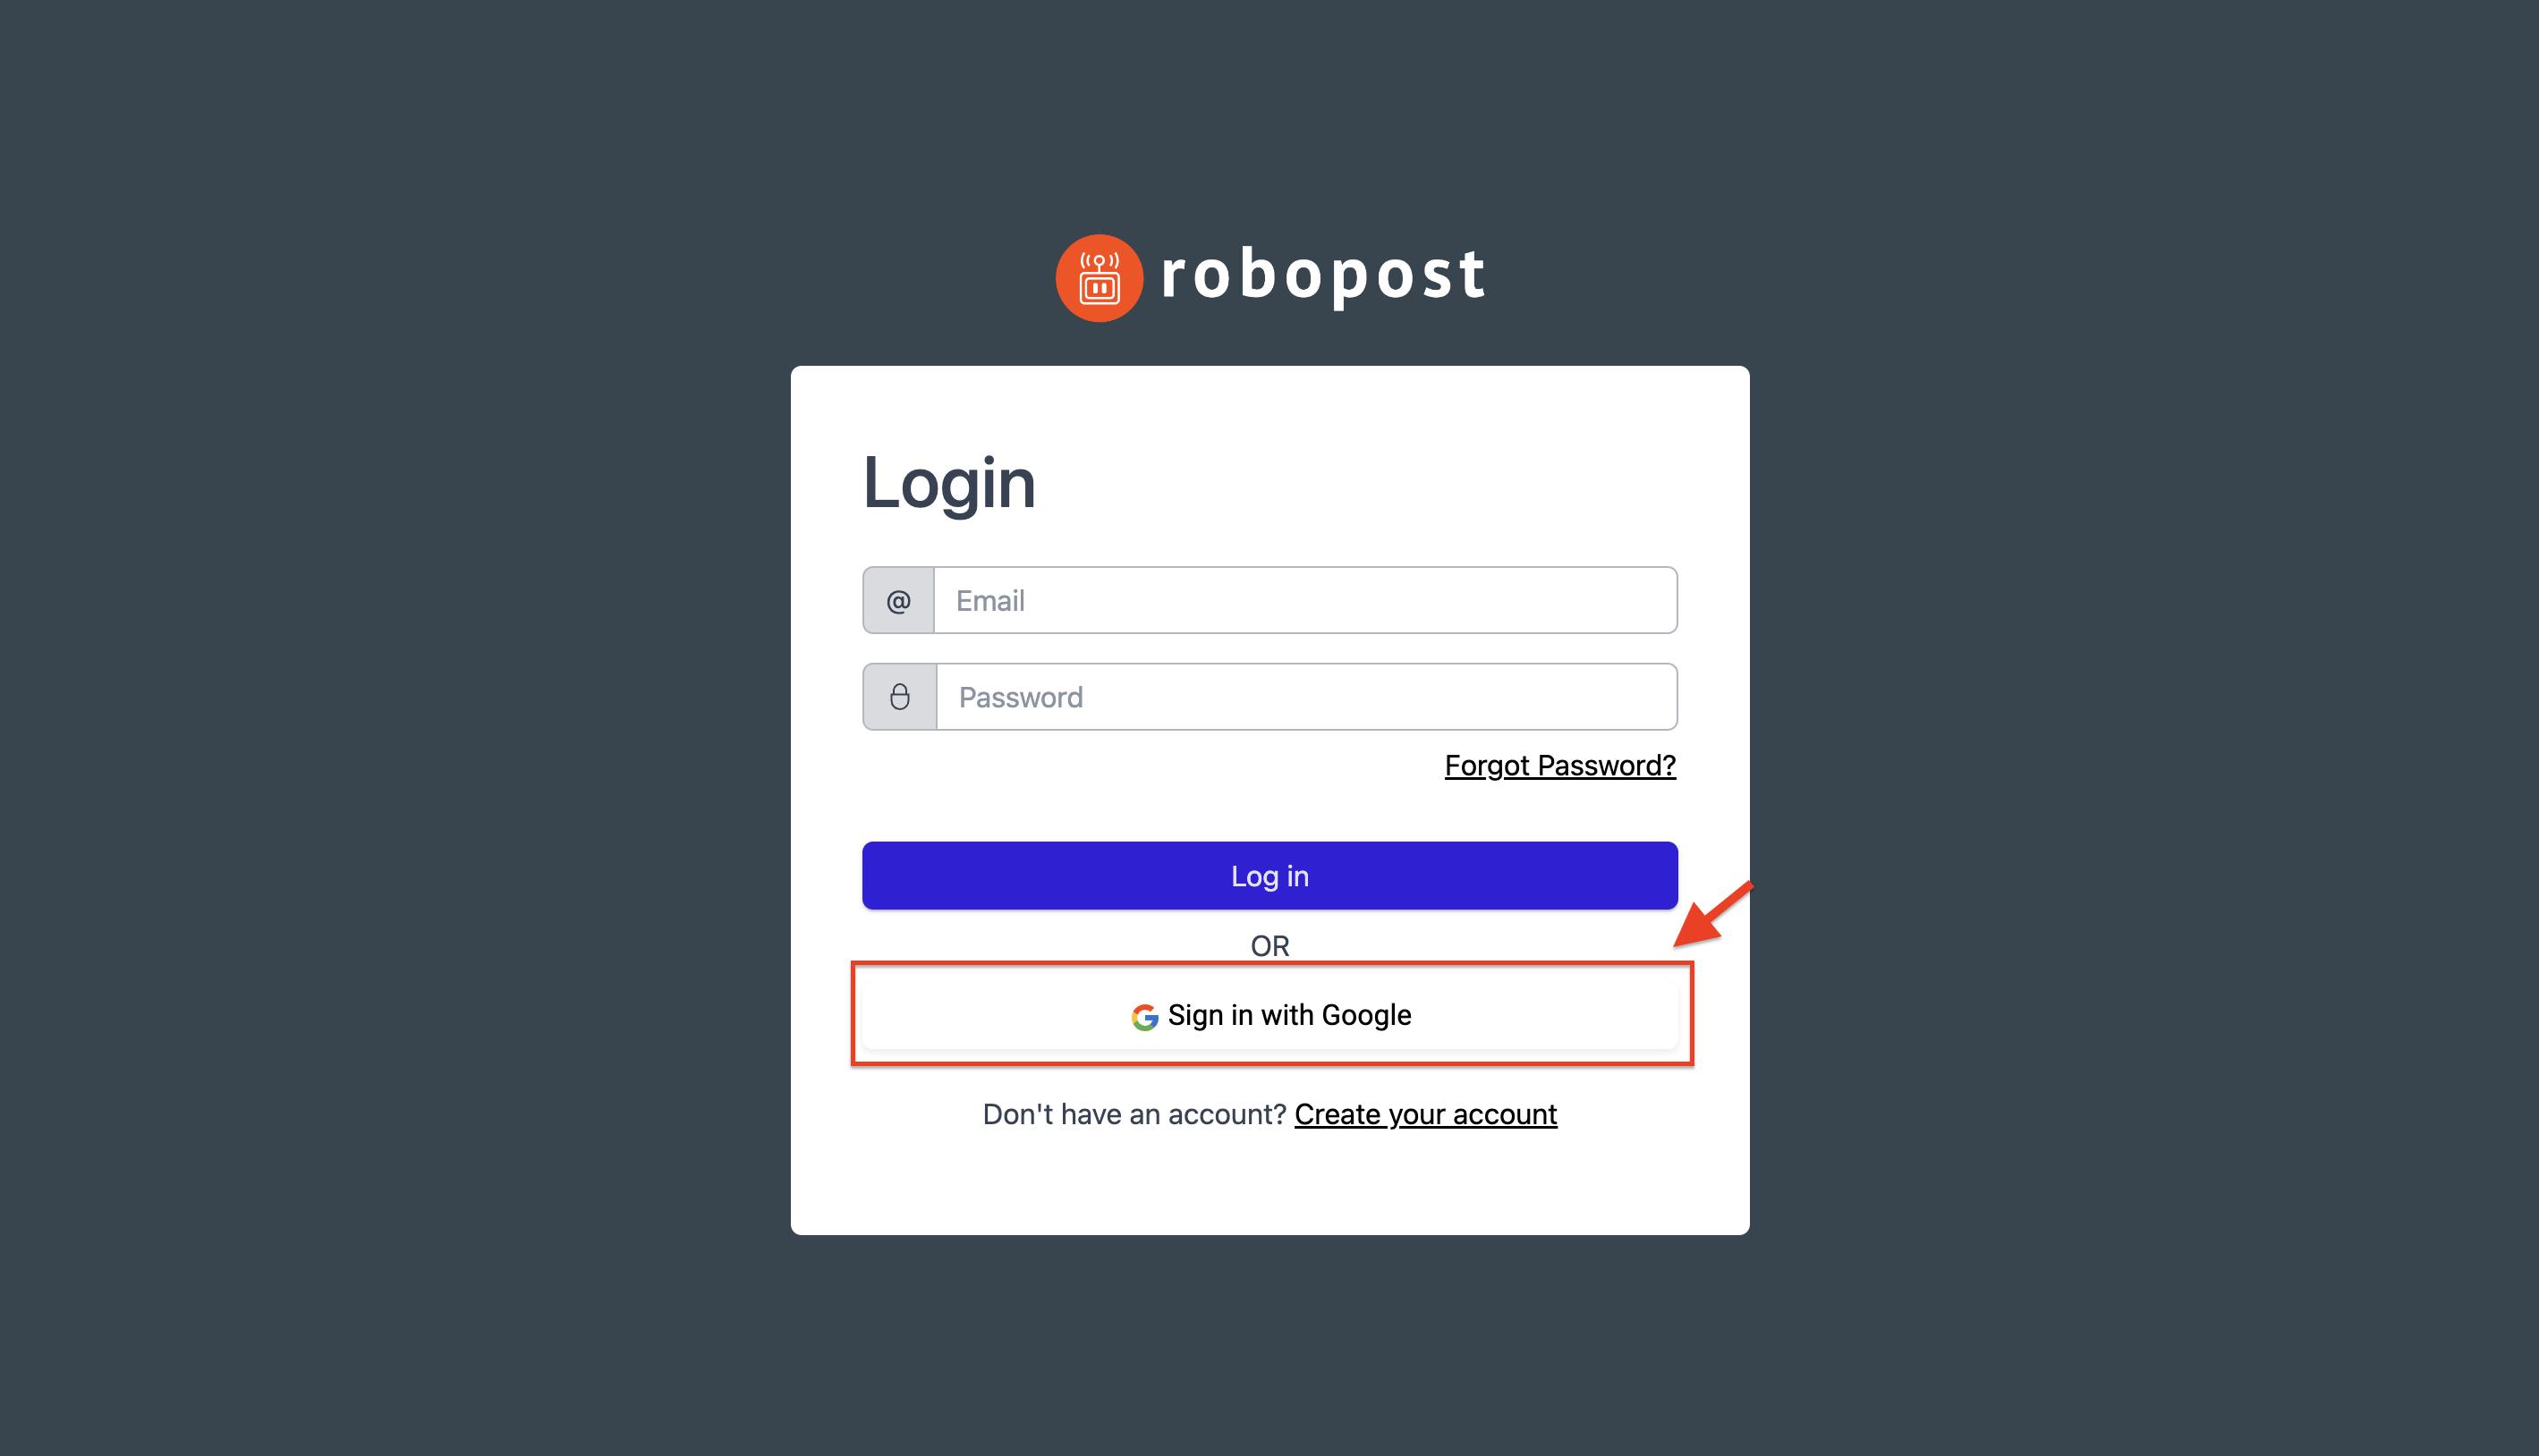 robopost
Login
@ Email
Password
Forgot Password?
Log in
OR
Sign in with Google
Don't have an account? Create your account